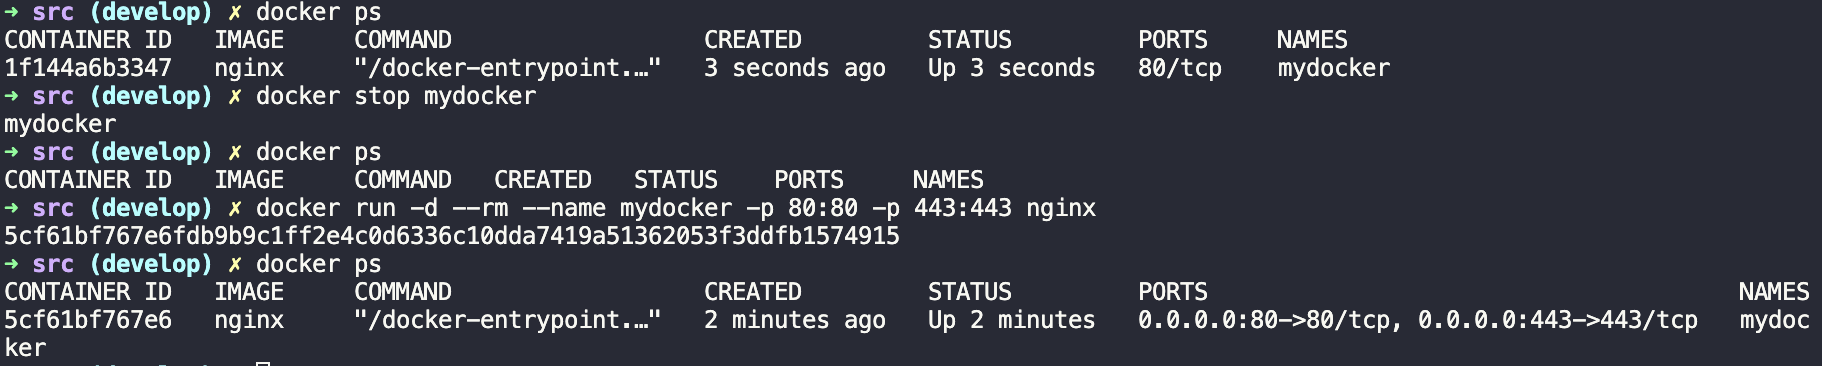 → src (develop) ✗ docker ps
CONTAINER ID   IMAGE     COMMAND                  CREATED         STATUS         PORTS     NAMES
1f144a6b3347   nginx     "/docker-entrypoint.…"   3 seconds ago   Up 3 seconds   80/tcp    mydocker
→ src (develop) ✗ docker stop mydocker
mydocker
→ src (develop) ✗ docker ps
CONTAINER ID   IMAGE     COMMAND   CREATED   STATUS    PORTS     NAMES
→ src (develop) ✗ docker run -d --rm --name mydocker -p 80:80 -p 443:443 nginx
5cf61bf767e6fdb9b9c1ff2e4c0d6336c10dda7419a51362053f3ddfb1574915
→ src (develop) ✗ docker ps
CONTAINER ID   IMAGE     COMMAND                  CREATED         STATUS         PORTS                                      NAMES
5cf61bf767e6   nginx     "/docker-entrypoint.…"   2 minutes ago   Up 2 minutes   0.0.0.0:80->80/tcp, 0.0.0.0:443->443/tcp   mydoc
ker